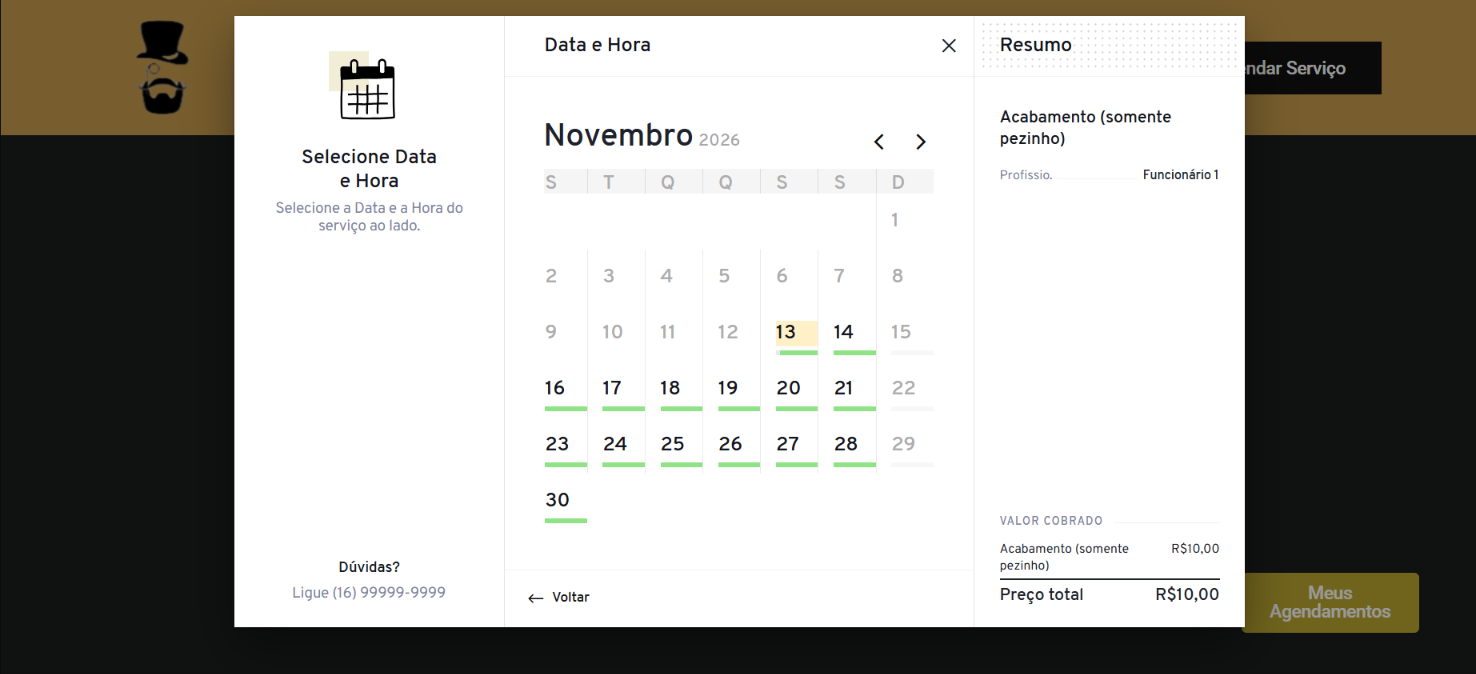 Selecione Data
e Hora
Selecione a Data e a Hora do
serviço ao lado.
Dúvidas?
Ligue (16) 99999-9999
Data e Hora
Novembro 2026
S T Q Q S S D
1
2 3 4 5 6 7 8
9 10 11 12 13 14 15
16 17 18 19 20 21 22
23 24 25 26 27 28 29
30
Voltar
Resumo
Acabamento (somente
pezinho)
Profissio. Funcionário 1
VALOR COBRADO
Acabamento (somente R$10,00
pezinho)
Preço total R$10,00
ndar Serviço
Meus
Agendamentos